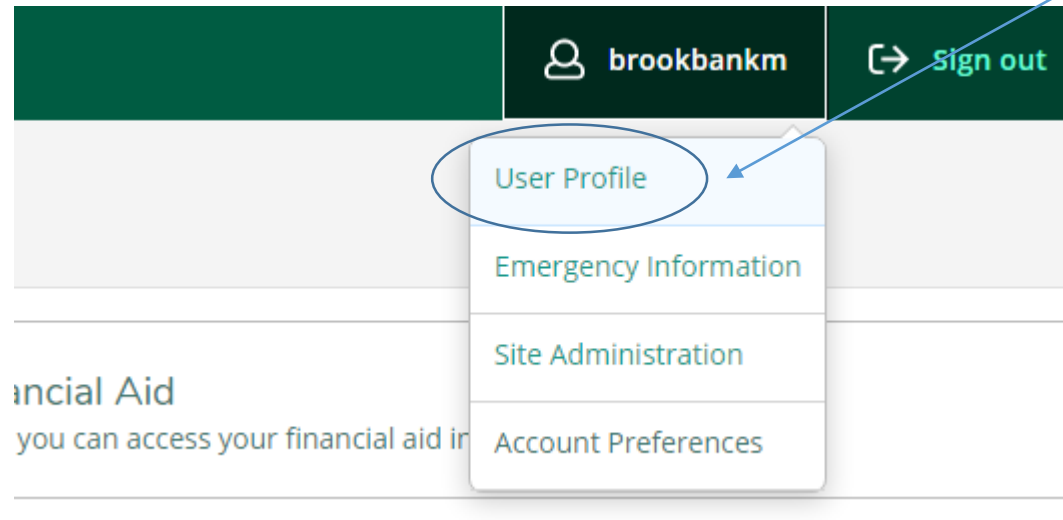 brookbankm
Sign out
User Profile
Emergency Information
Site Administration
Account Preferences
ancial Aid
you can access your financial aid